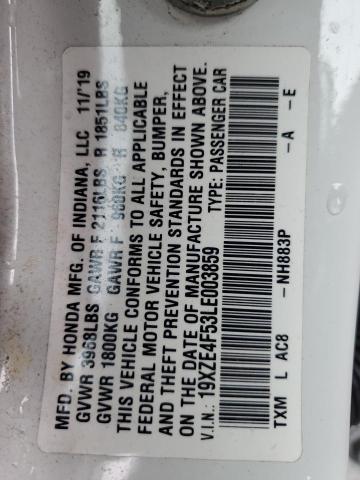 MFD. BY HONDA MFG. OF INDIANA, LLC 11/'19
GVWR 3968LBS GAWR F 2116LBS R 1851LBS
GVWR 1800KG GAWR F 960KG R 840KG
THIS VEHICLE CONFORMS TO ALL APPLICABLE
FEDERAL MOTOR VEHICLE SAFETY, BUMPER,
AND THEFT PREVENTION STANDARDS IN EFFECT
ON THE DATE OF MANUFACTURE SHOWN ABOVE.
V.I.N.: 19XZE4F53LE003859 TYPE: PASSENGER CAR
TXM L AC8 -NH883P -A -E